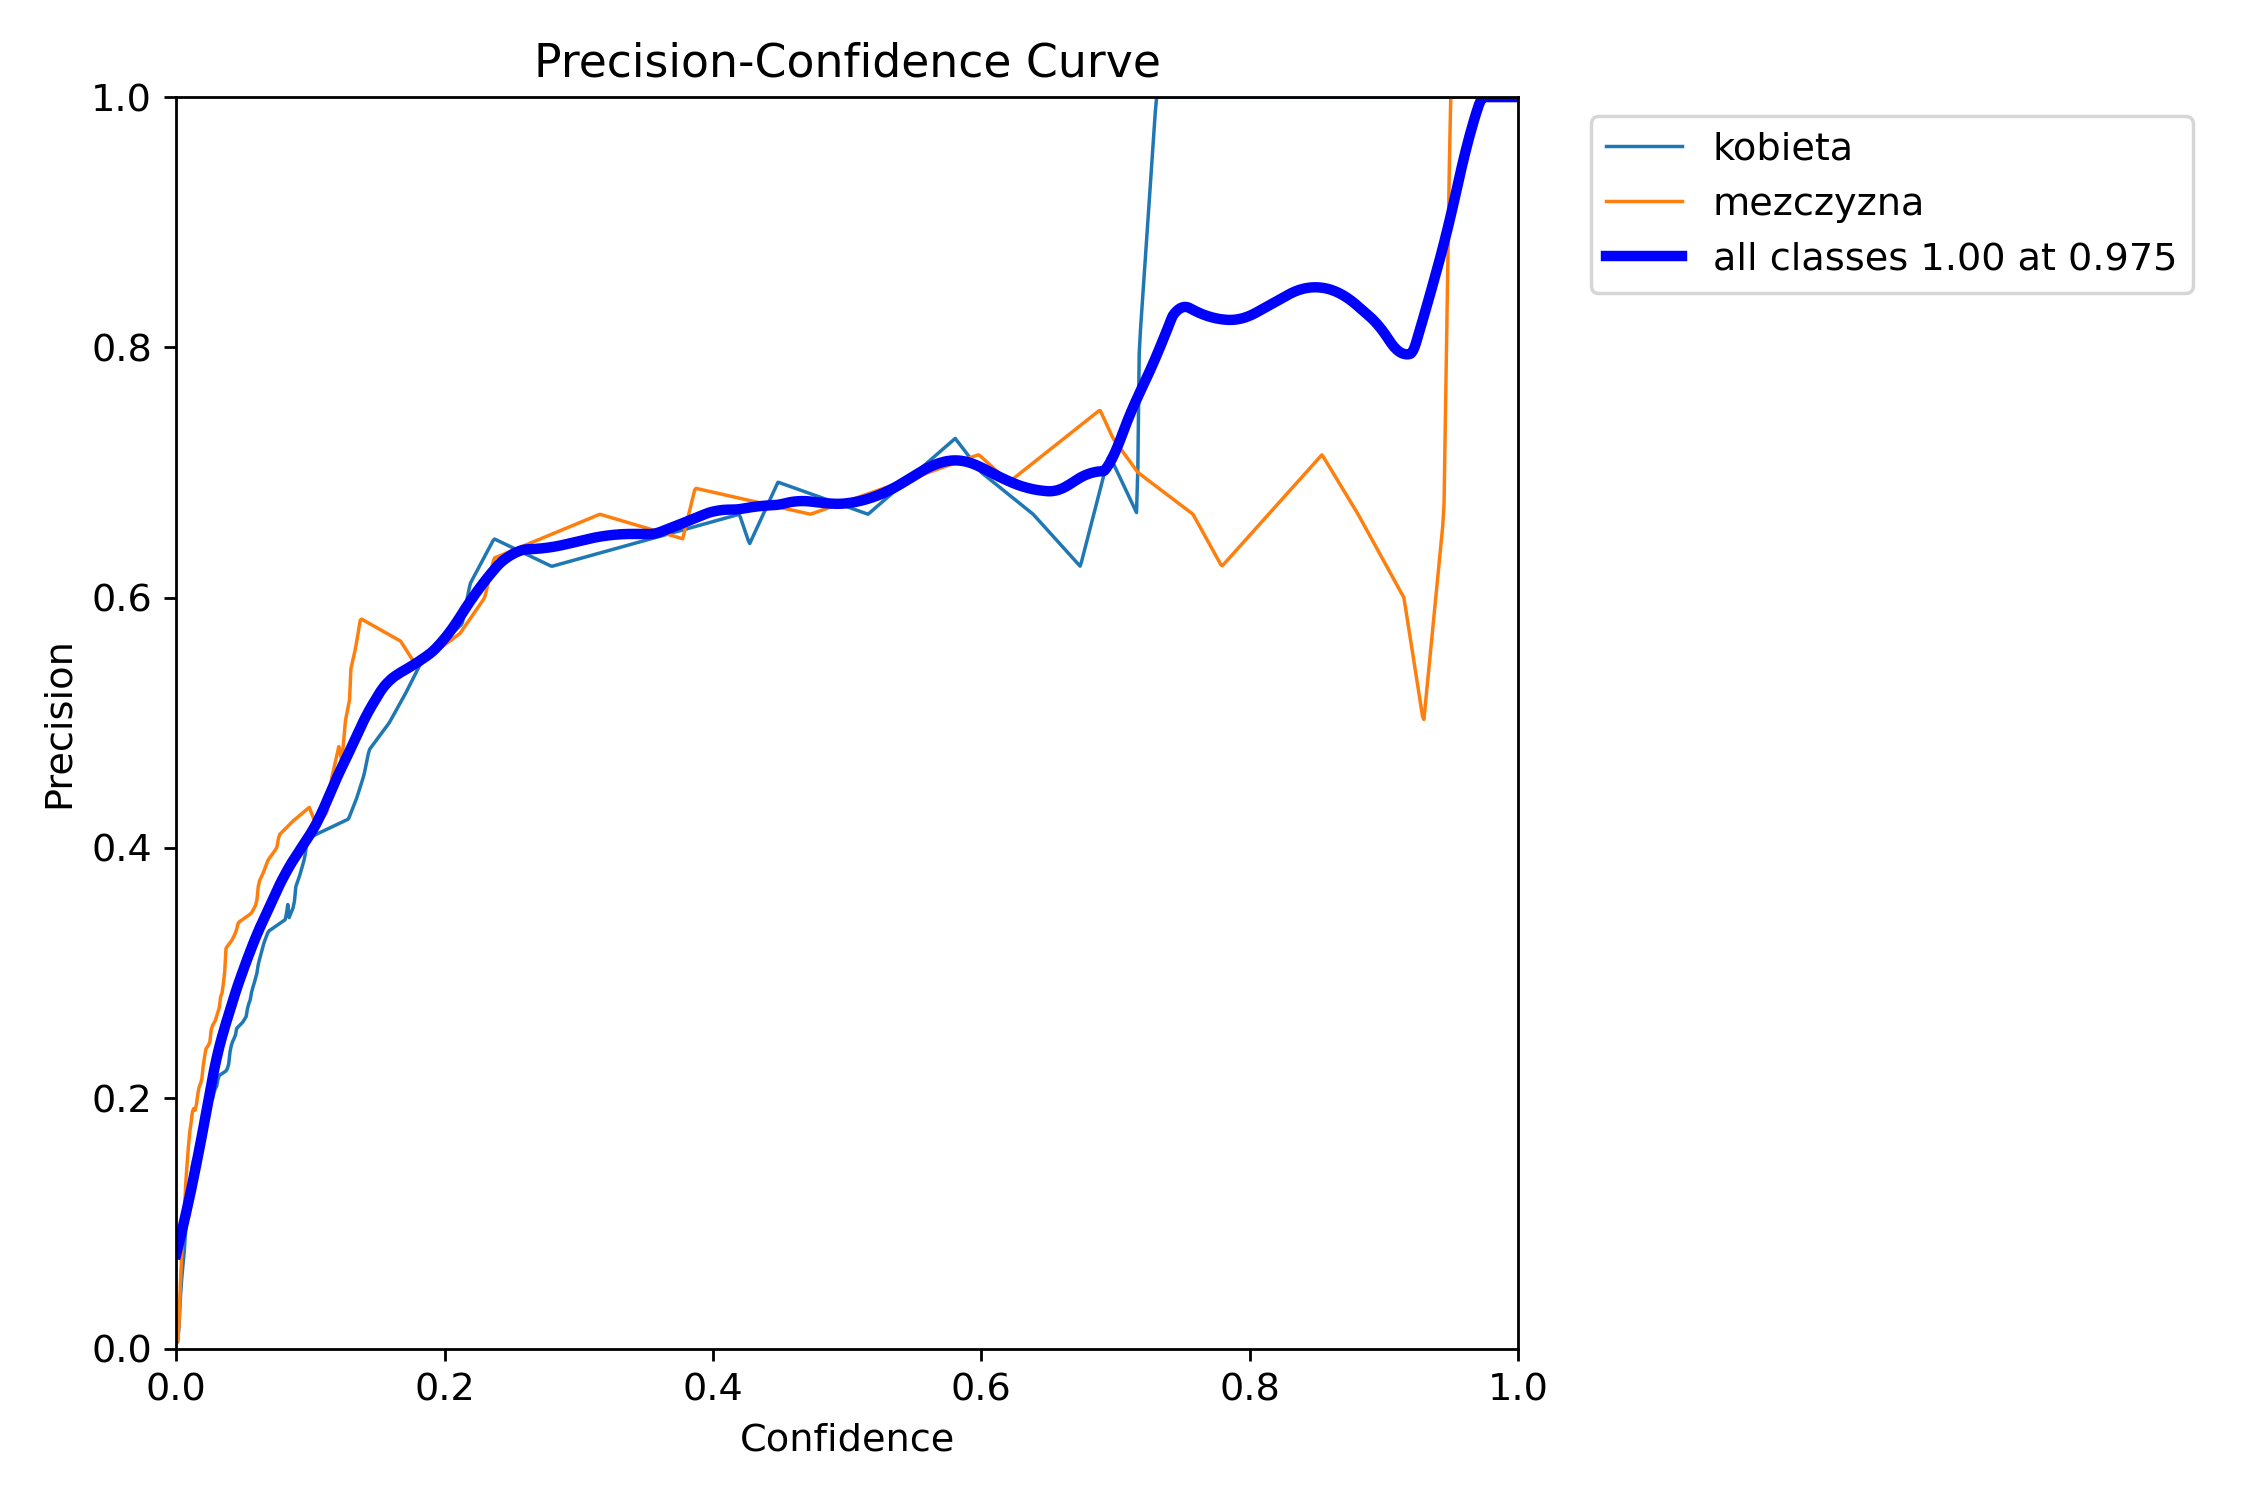 Precision-Confidence Curve
1.0
0.8
0.6
0.4
0.2
0.0
Precision
0.0 0.2 0.4 0.6 0.8 1.0
Confidence
kobieta
mezczyzna
all classes 1.00 at 0.975